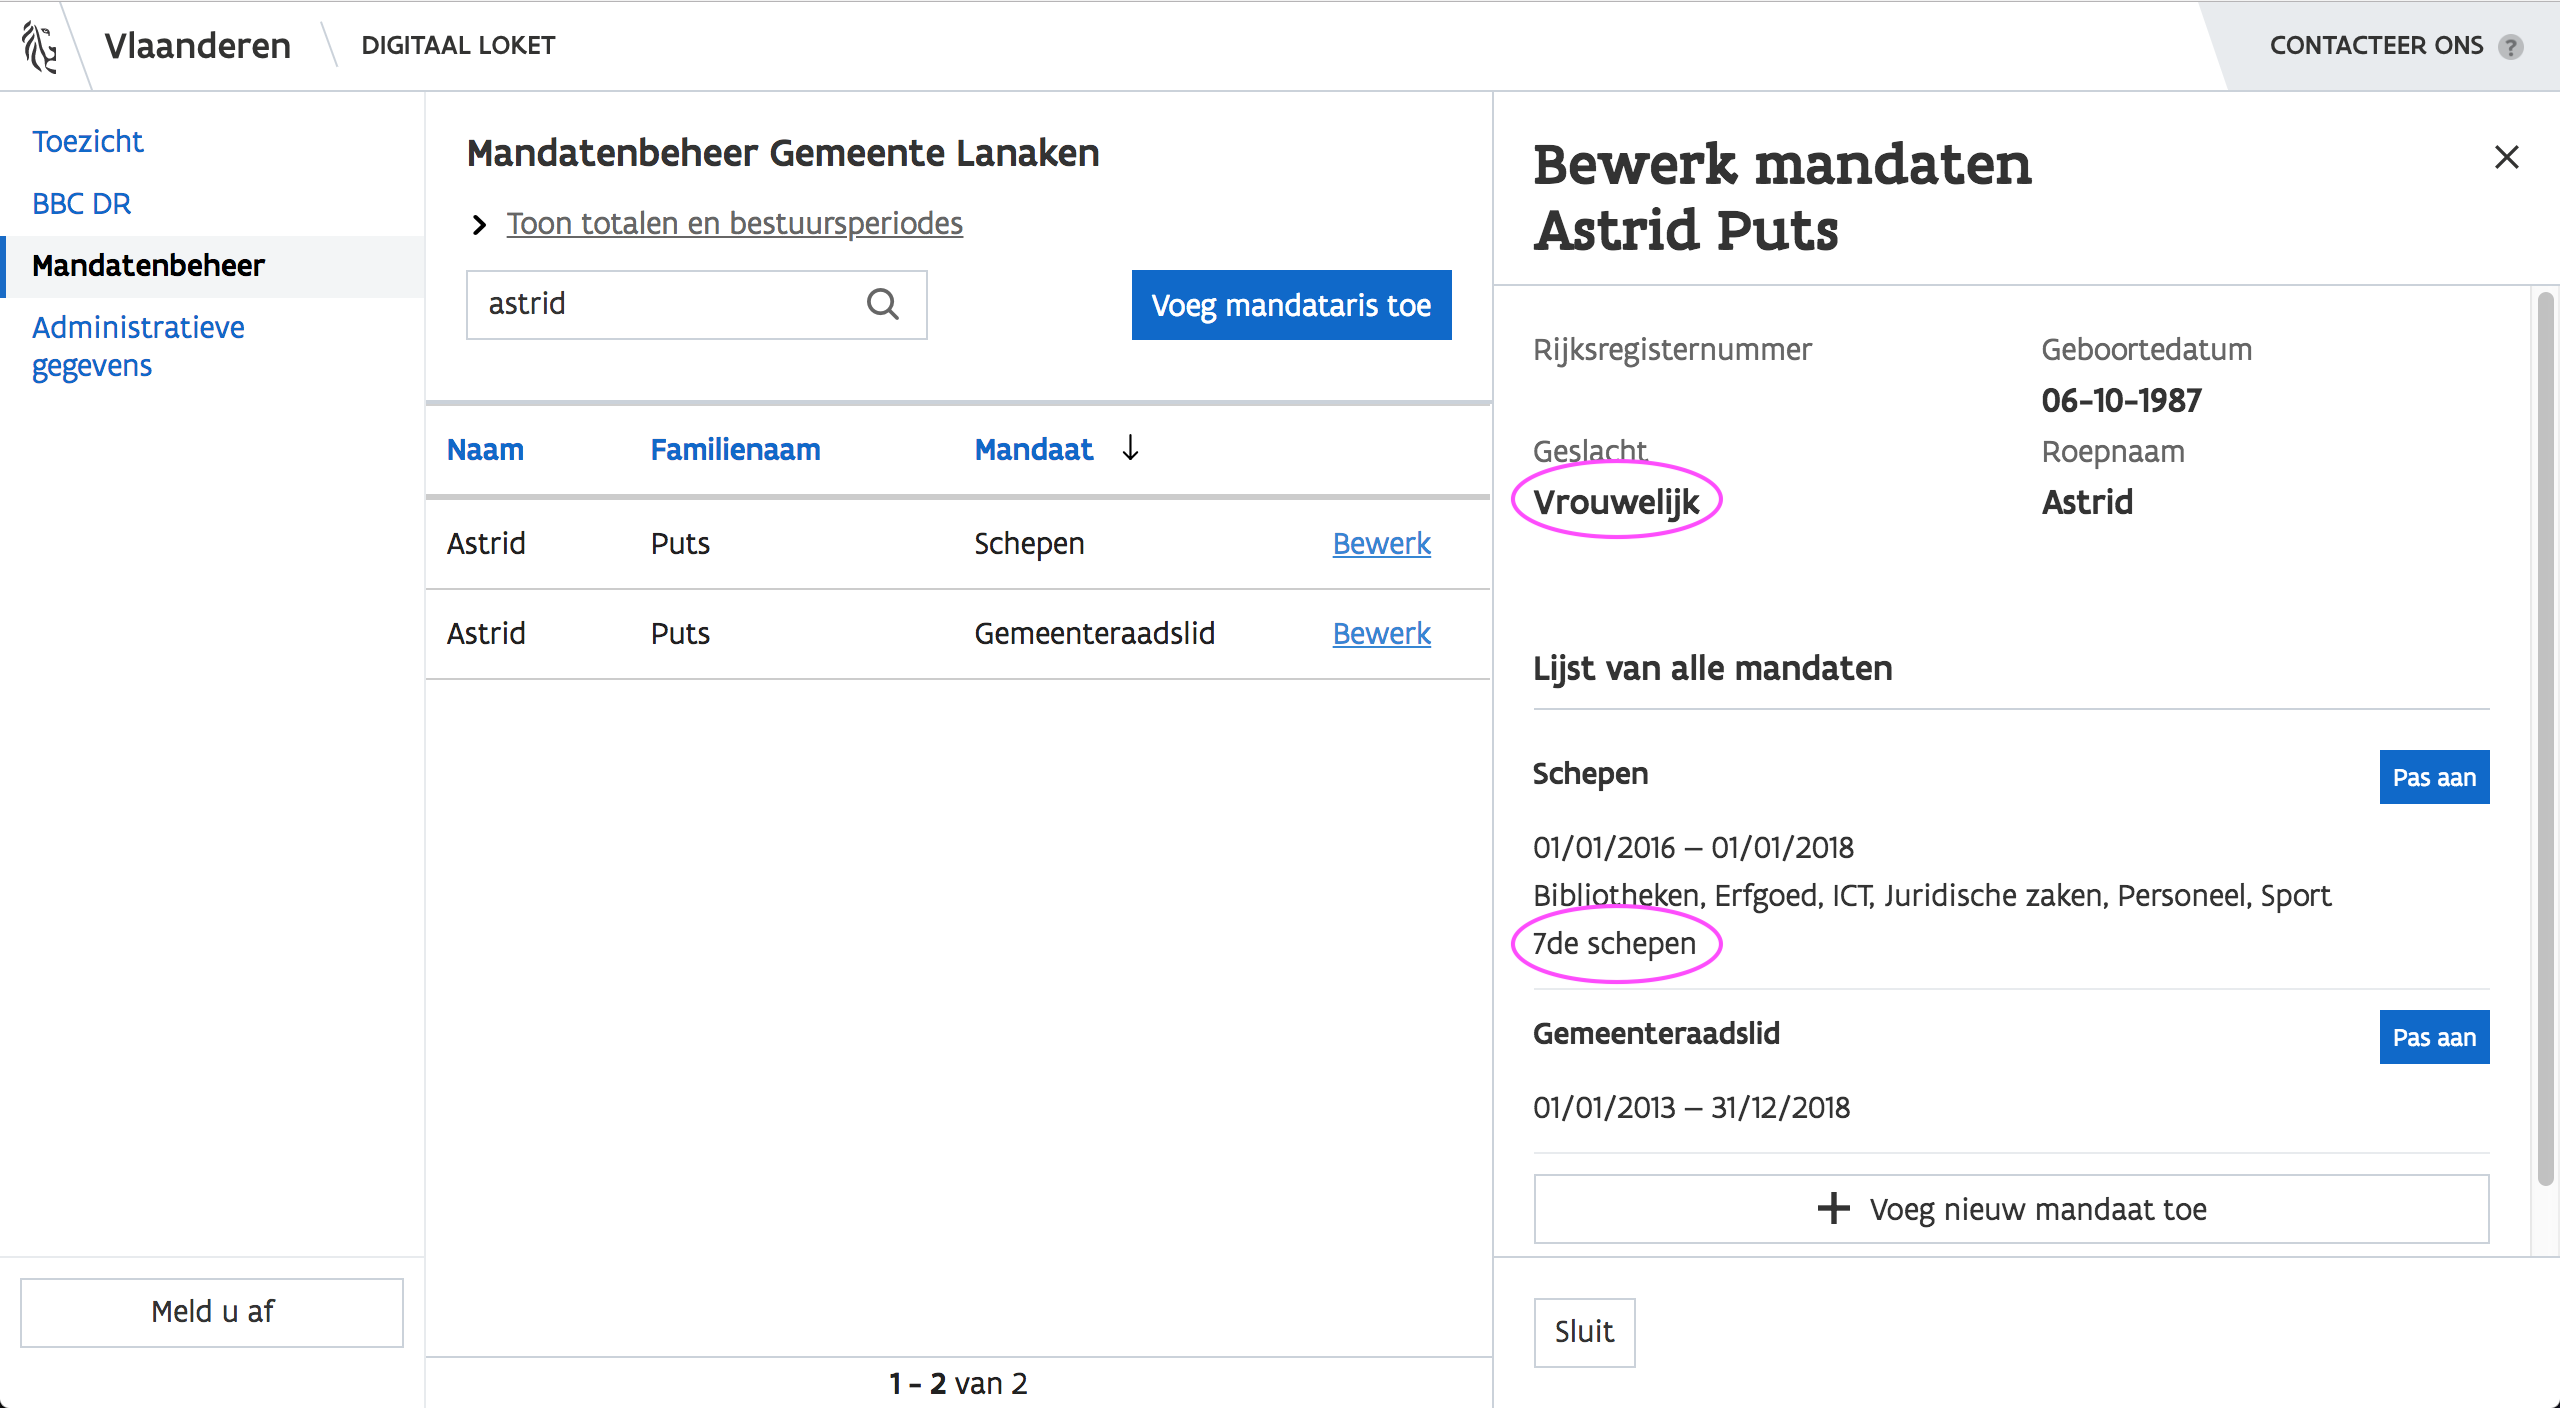 Vlaanderen
DIGITAAL LOKET
CONTACTEER ONS ?
Toezicht
BBC DR
Mandatenbeheer
Administratieve
gegevens
Meld u af
Mandatenbeheer Gemeente Lanaken
Toon totalen en bestuursperiodes
astrid
Voeg mandataris toe
Naam Familienaam Mandaat ↓
Astrid Puts Schepen Bewerk
Astrid Puts Gemeenteraadslid Bewerk
1 - 2 van 2
Bewerk mandaten
Astrid Puts
Rijksregisternummer Geboortedatum
06-10-1987
Geslacht Roepnaam
Vrouwelijk Astrid
Lijst van alle mandaten
Schepen Pas aan
01/01/2016 – 01/01/2018
Bibliotheken, Erfgoed, ICT, Juridische zaken, Personeel, Sport
7de schepen
Gemeenteraadslid Pas aan
01/01/2013 – 31/12/2018
Voeg nieuw mandaat toe
Sluit